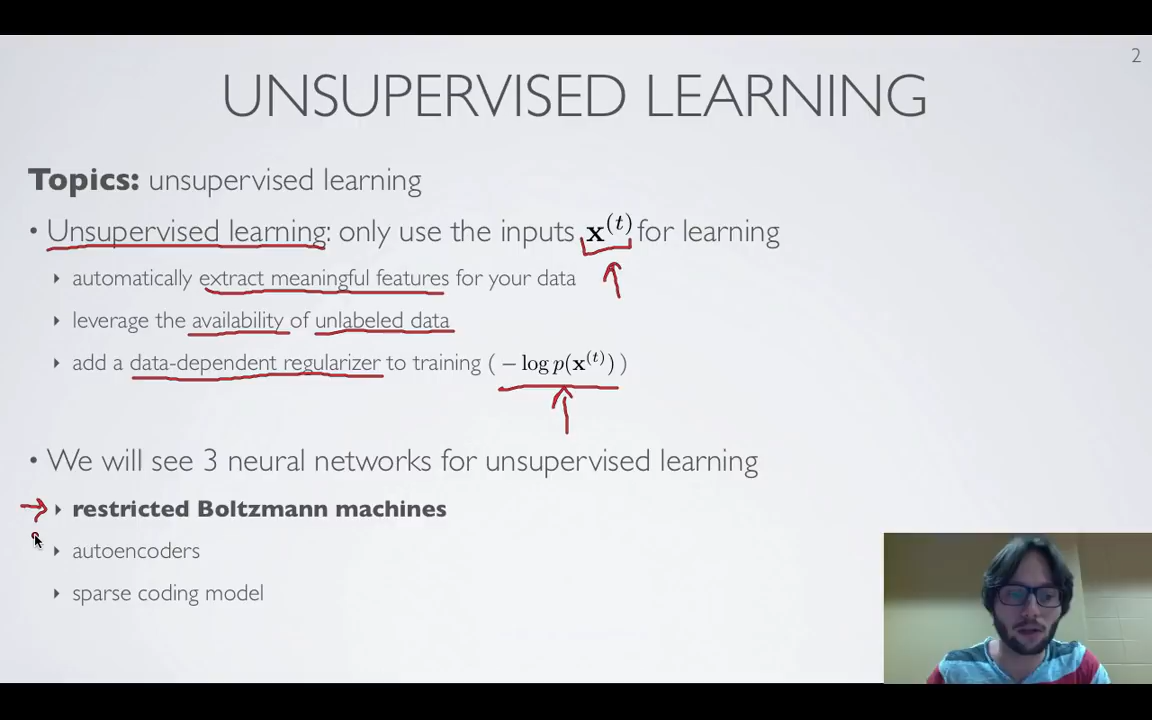 2
UNSUPERVISED LEARNING
Topics: unsupervised learning
• Unsupervised learning: only use the inputs x^(t) for learning
‣ automatically extract meaningful features for your data
‣ leverage the availability of unlabeled data
‣ add a data-dependent regularizer to training ( − log p(x^(t)) )
• We will see 3 neural networks for unsupervised learning
‣ restricted Boltzmann machines
‣ autoencoders
‣ sparse coding model